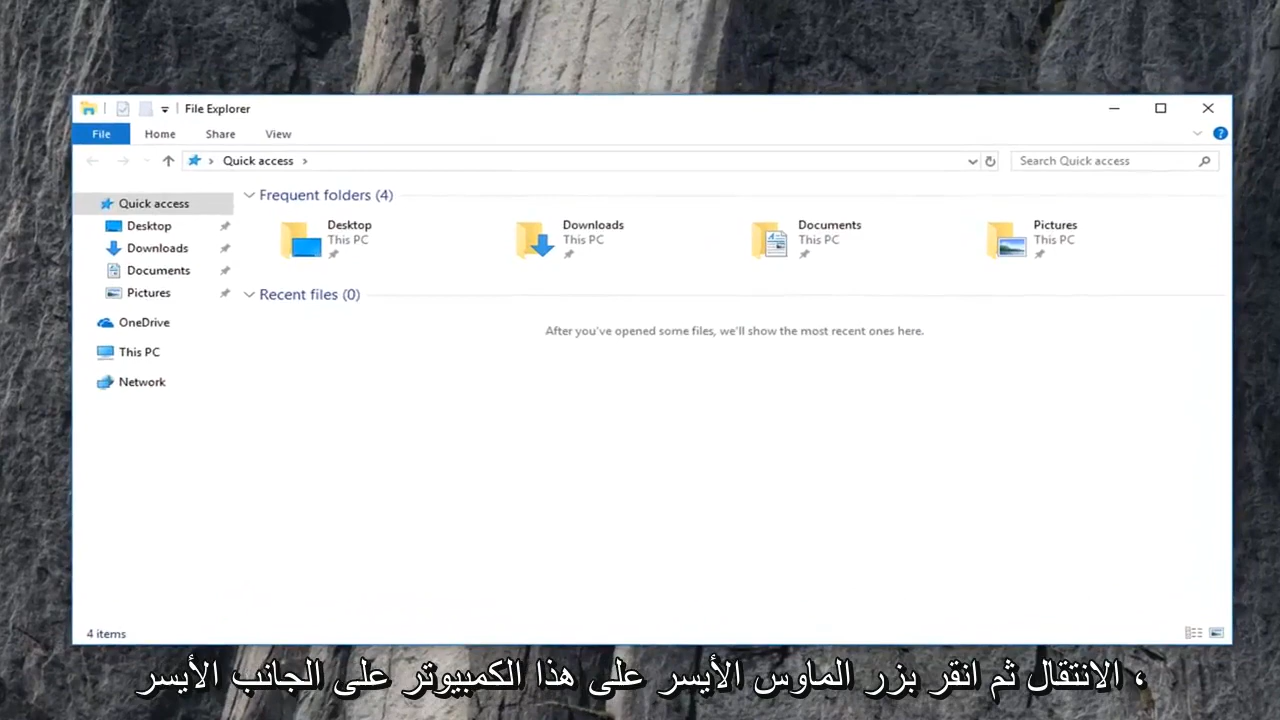 File Explorer
File
Home
Share
View
Quick access
Search Quick access
Quick access
Desktop
Downloads
Documents
Pictures
OneDrive
This PC
Network
Frequent folders (4)
Desktop
This PC
Downloads
This PC
Documents
This PC
Pictures
This PC
Recent files (0)
After you've opened some files, we'll show the most recent ones here.
4 items
، الانتقال ثم انقر بزر الماوس الأيسر على هذا الكمبيوتر على الجانب الأيسر